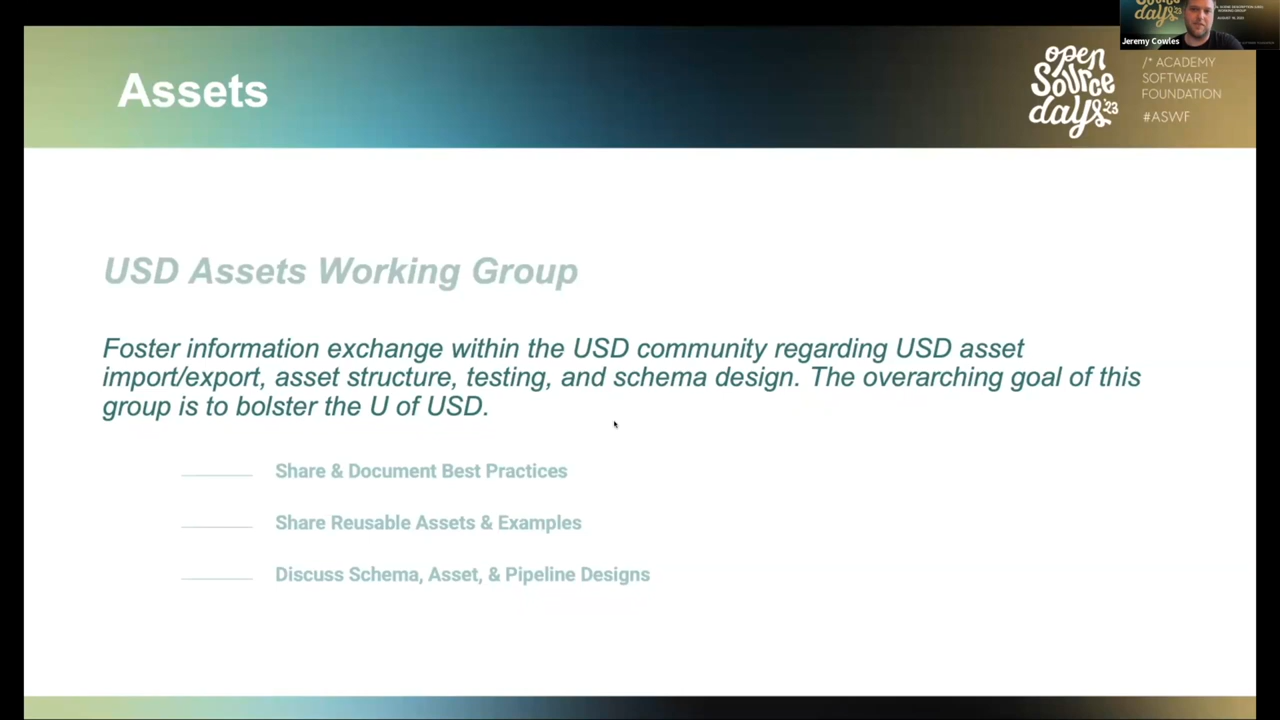 Assets
open
Source
days '23
/* ACADEMY
SOFTWARE
FOUNDATION
#ASWF
Jeremy Cowles
USD Assets Working Group
Foster information exchange within the USD community regarding USD asset
import/export, asset structure, testing, and schema design. The overarching goal of this
group is to bolster the U of USD.
Share & Document Best Practices
Share Reusable Assets & Examples
Discuss Schema, Asset, & Pipeline Designs